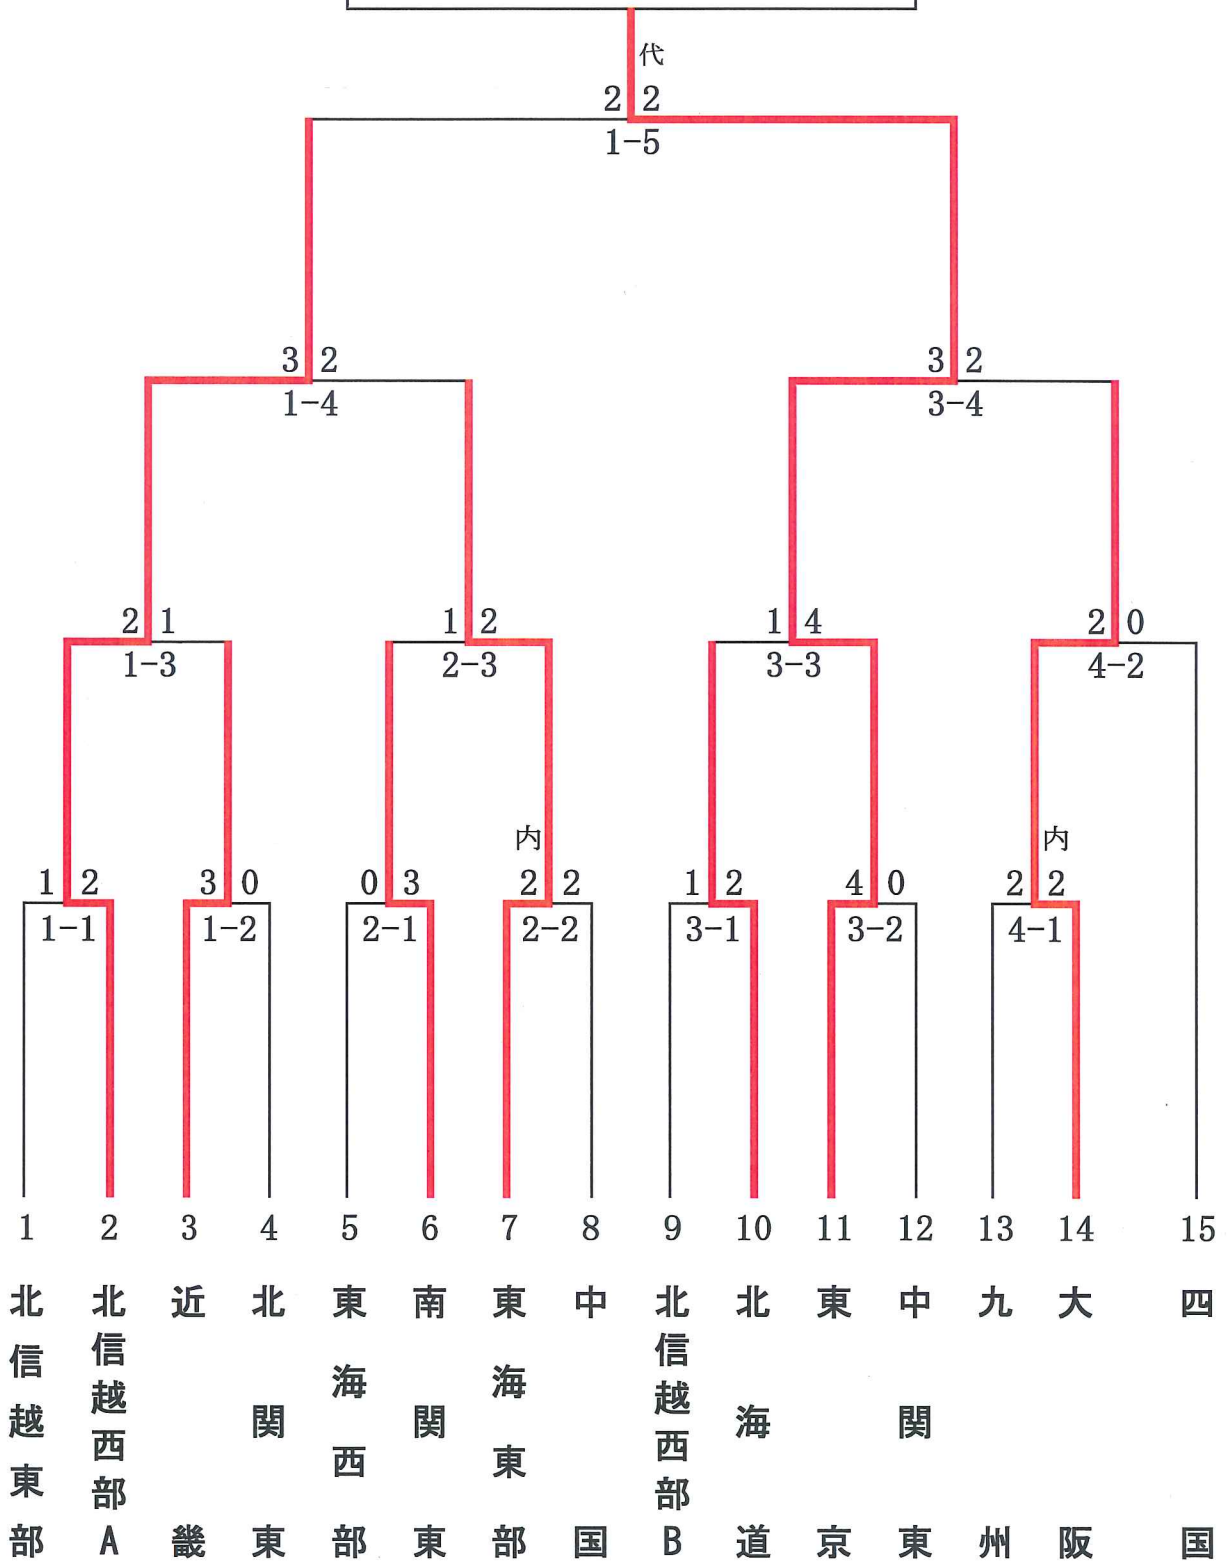 代
2 2
1-5
3 2
1-4
3 2
3-4
2 1
1-3
1 2
2-3
1 4
3-3
2 0
4-2
内
内
1 2
1-1
3 0
1-2
0 3
2-1
2 2
2-2
1 2
3-1
4 0
3-2
2 2
4-1
1 2 3 4 5 6 7 8 9 10 11 12 13 14 15
北信越東部
北信越西部A
近畿
北関東
東海西部
南関東
東海東部
中国
北信越西部B
北海道
東京
中関東
九州
大阪
四国